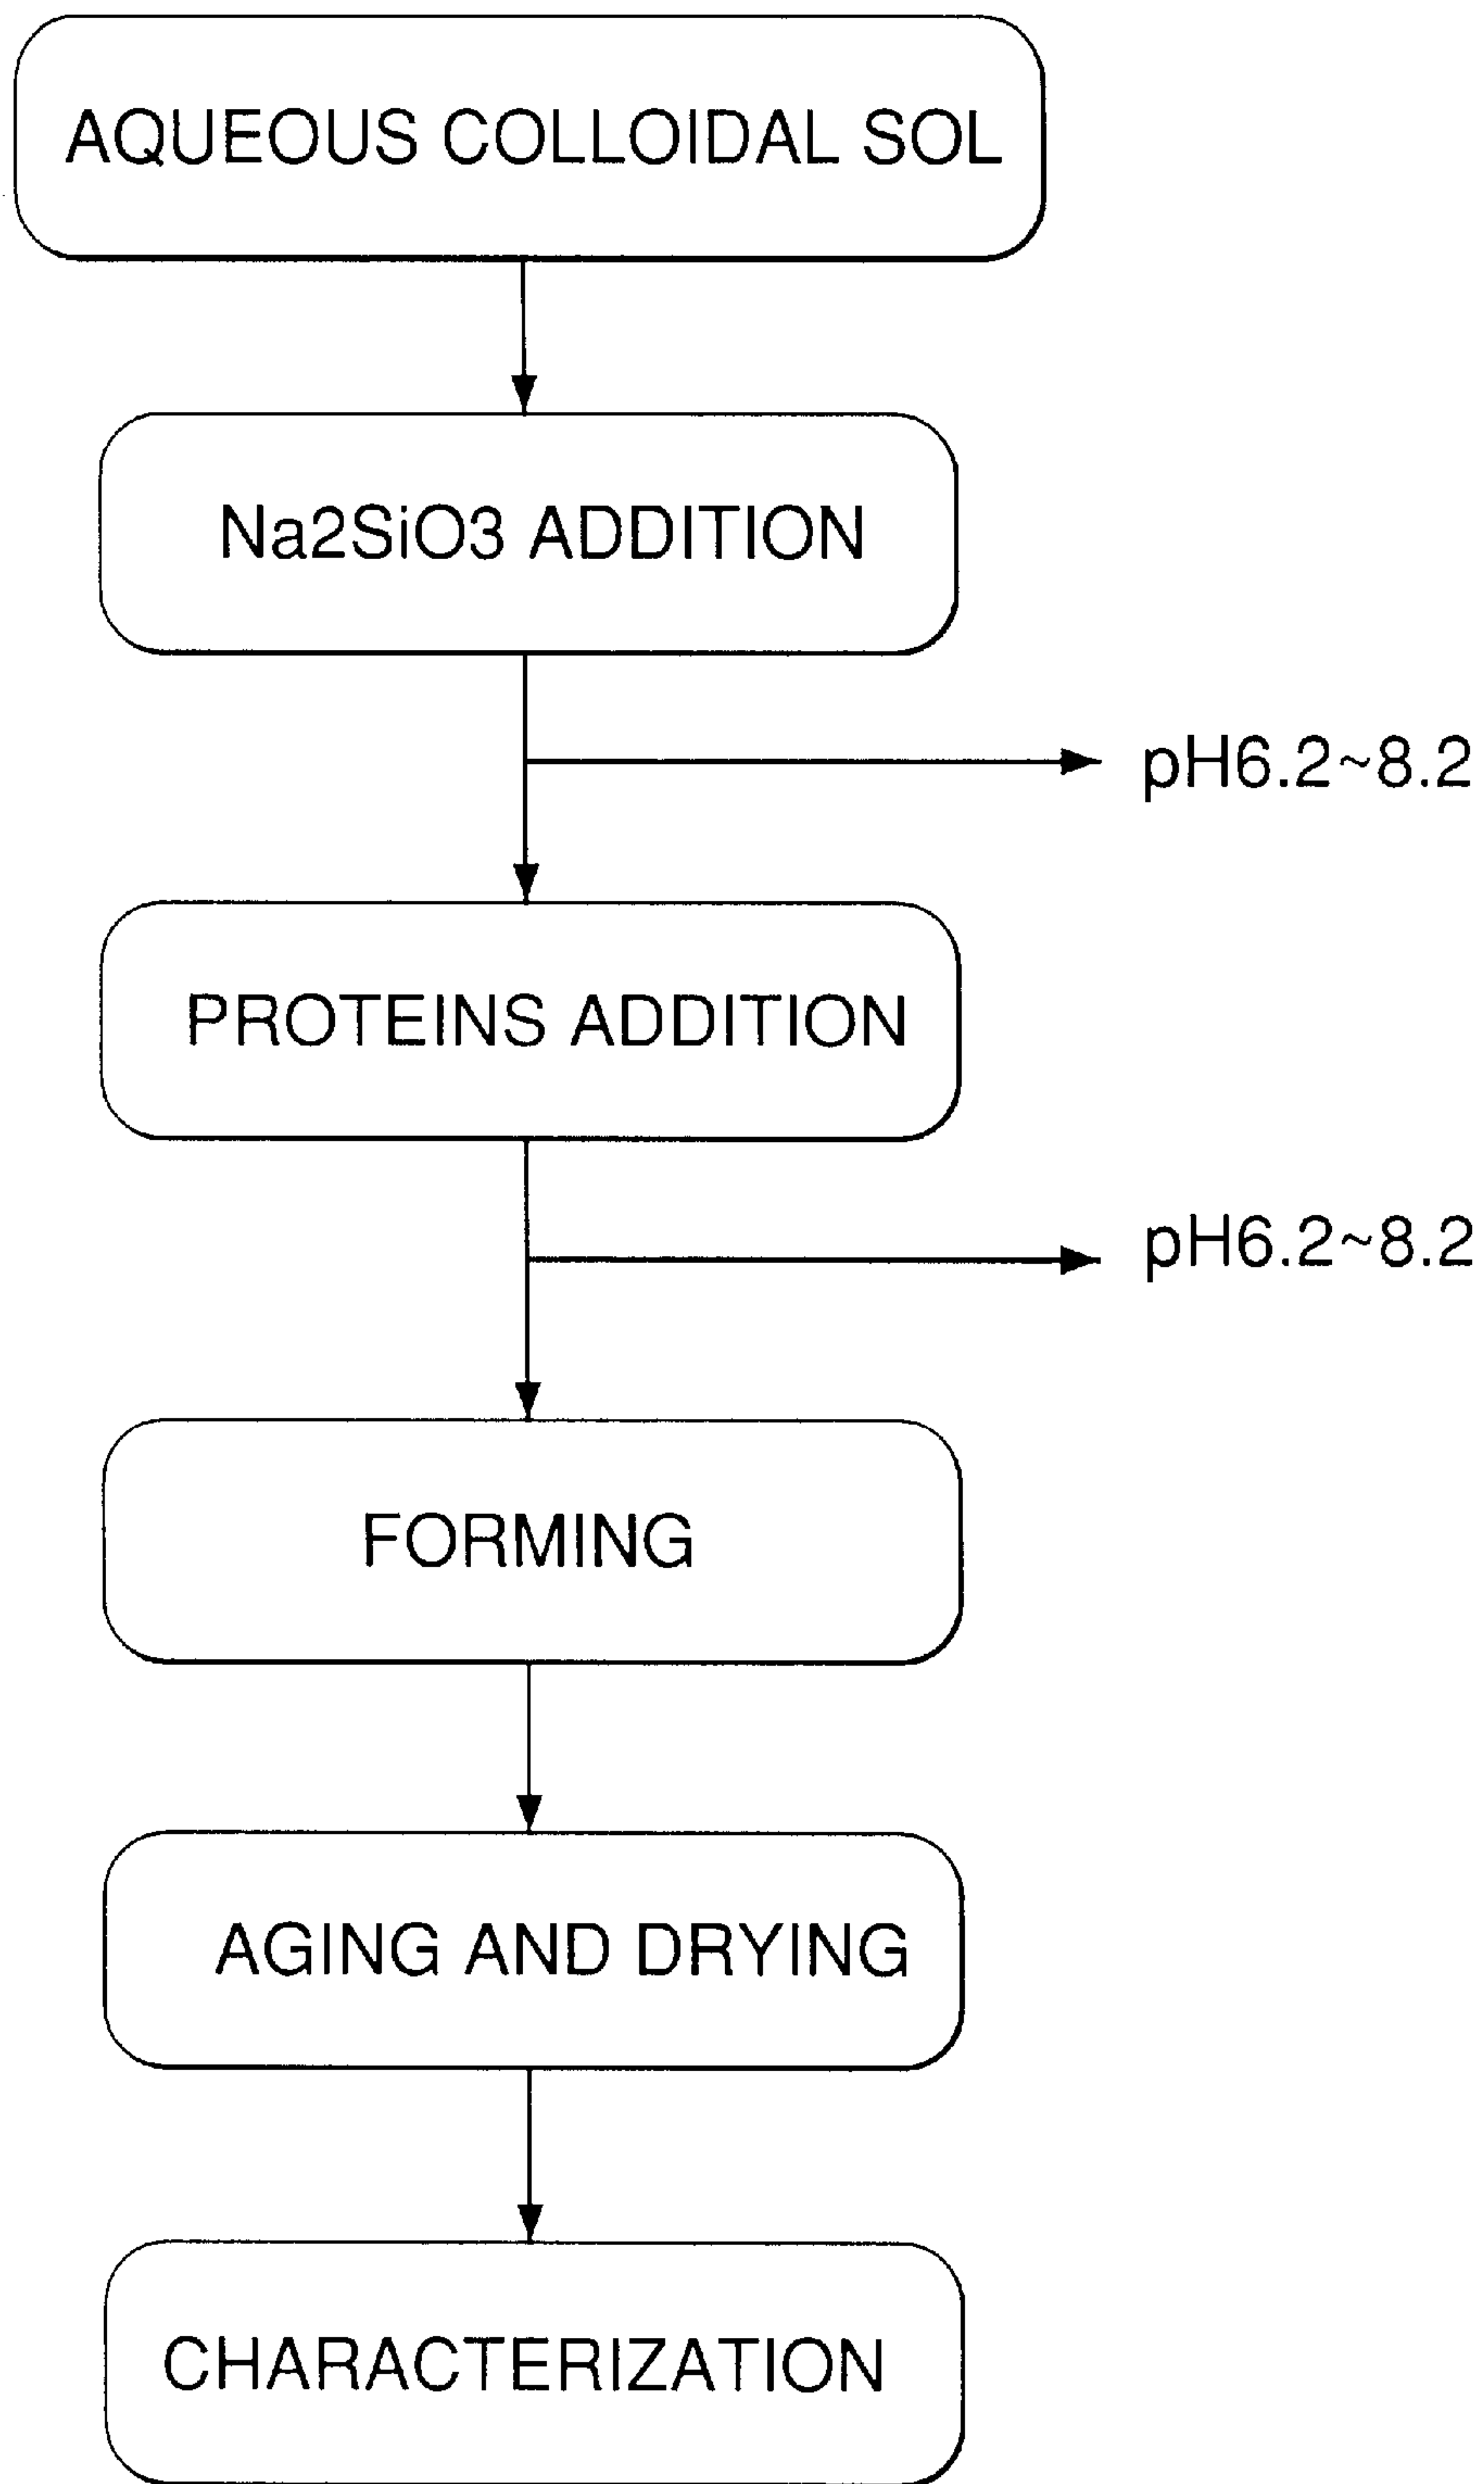 AQUEOUS COLLOIDAL SOL
Na2SiO3 ADDITION
pH6.2~8.2
PROTEINS ADDITION
pH6.2~8.2
FORMING
AGING AND DRYING
CHARACTERIZATION